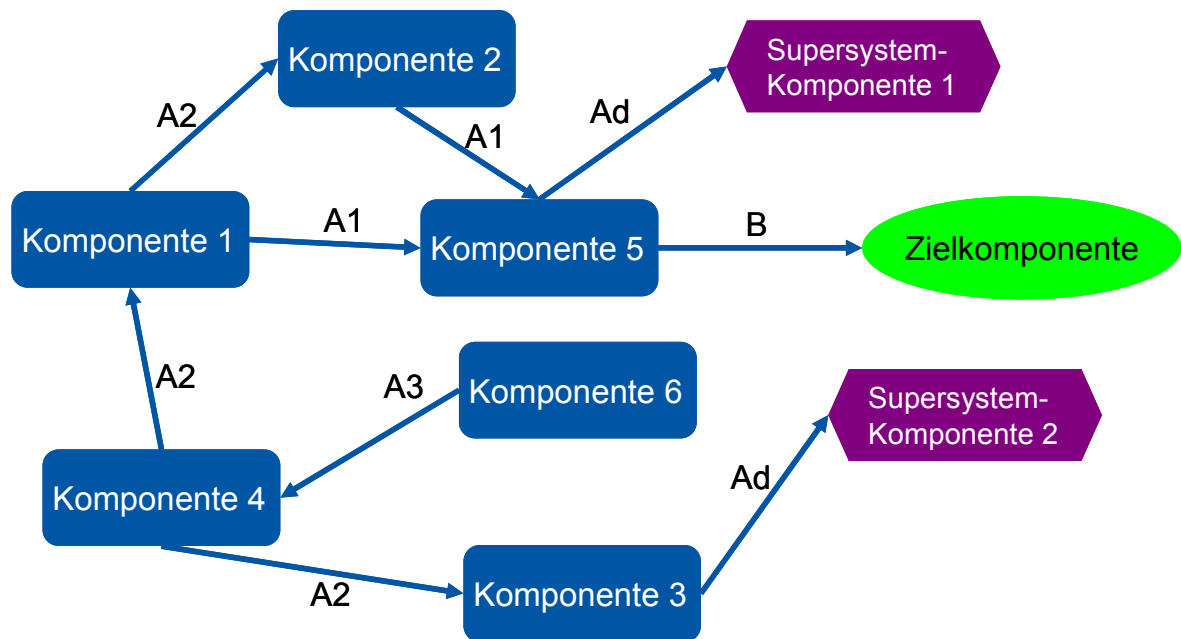 Komponente 2
Supersystem-
Komponente 1
A2
A1
Ad
Komponente 1
A1
Komponente 5
B
Zielkomponente
A2
A3
Komponente 6
Supersystem-
Komponente 2
Komponente 4
Ad
A2
Komponente 3